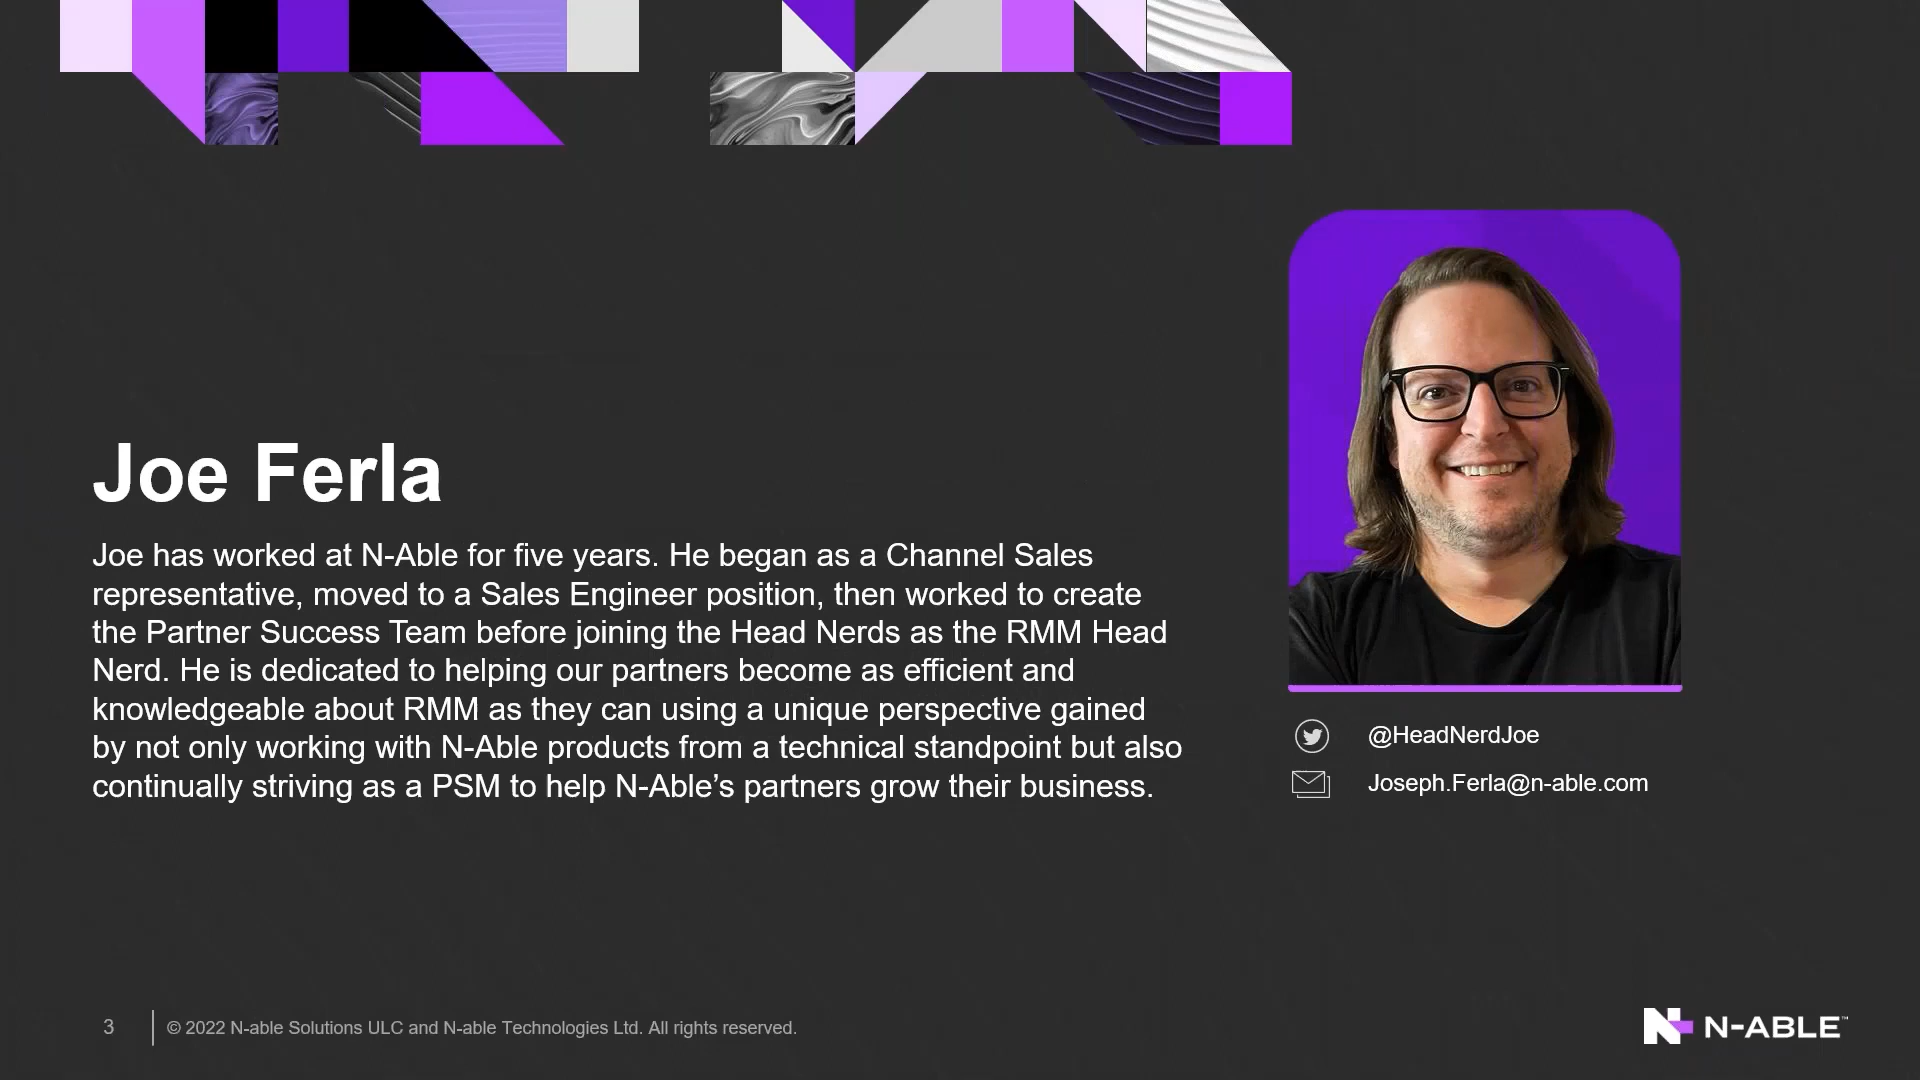 Joe Ferla
Joe has worked at N-Able for five years. He began as a Channel Sales
representative, moved to a Sales Engineer position, then worked to create
the Partner Success Team before joining the Head Nerds as the RMM Head
Nerd. He is dedicated to helping our partners become as efficient and
knowledgeable about RMM as they can using a unique perspective gained
by not only working with N-Able products from a technical standpoint but also
continually striving as a PSM to help N-Able’s partners grow their business.
@HeadNerdJoe
Joseph.Ferla@n-able.com
3
© 2022 N-able Solutions ULC and N-able Technologies Ltd. All rights reserved.
N-ABLE™